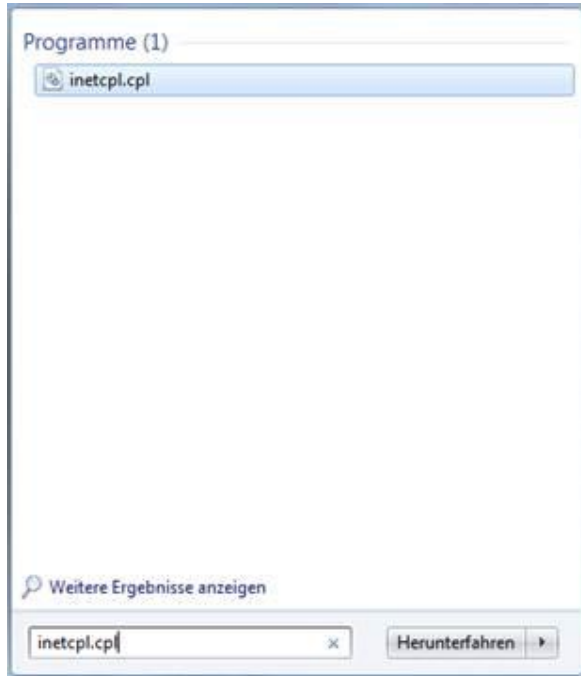 Programme (1)
inetcpl.cpl
Weitere Ergebnisse anzeigen
inetcpl.cpl
Herunterfahren